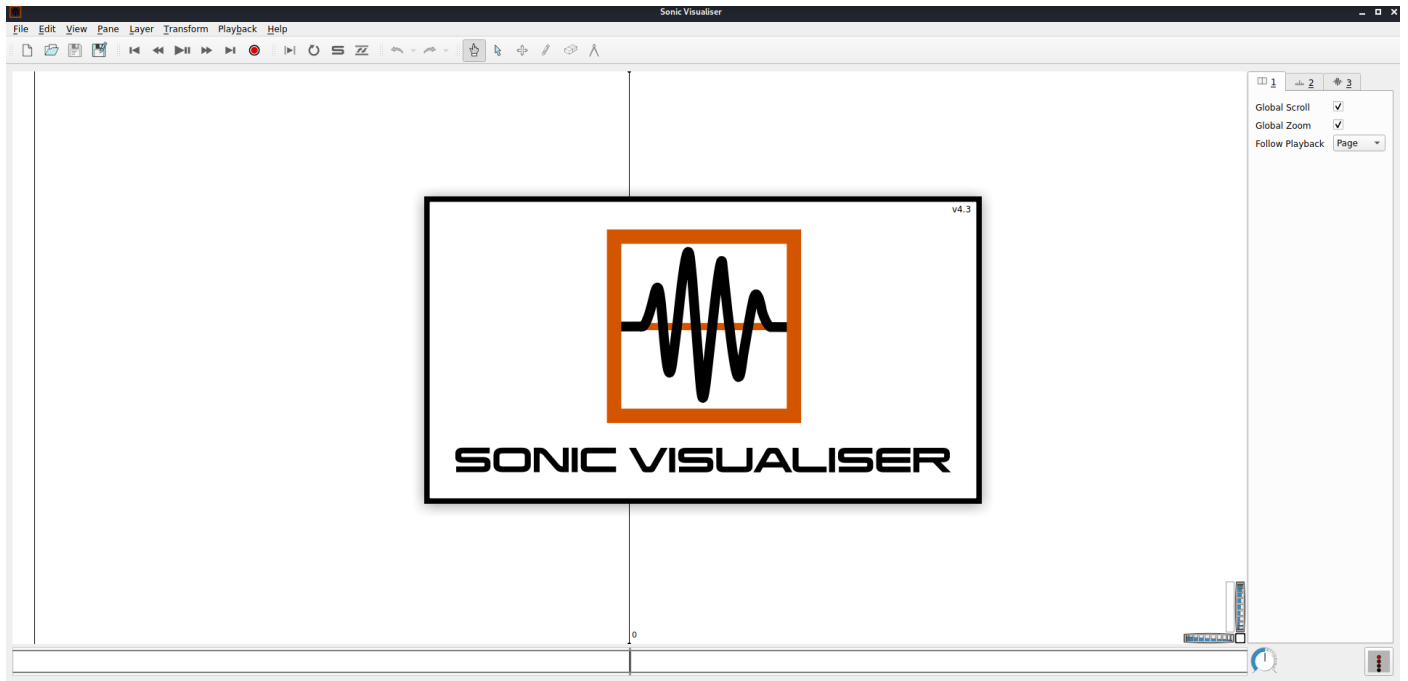 Sonic Visualiser
File Edit View Pane Layer Transform Playback Help
1 2 3
Global Scroll
Global Zoom
Follow Playback Page
v4.3
SONIC VISUALISER
0